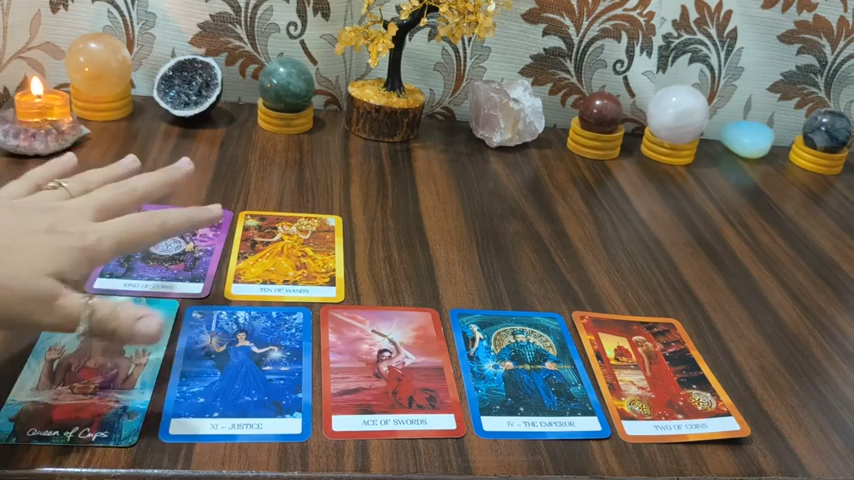 KING OF COINS
TEN OF WANDS
Queen of Cups
XI - JUSTICE
ACE OF SWORDS
IV - THE EMPEROR
TWO OF COINS